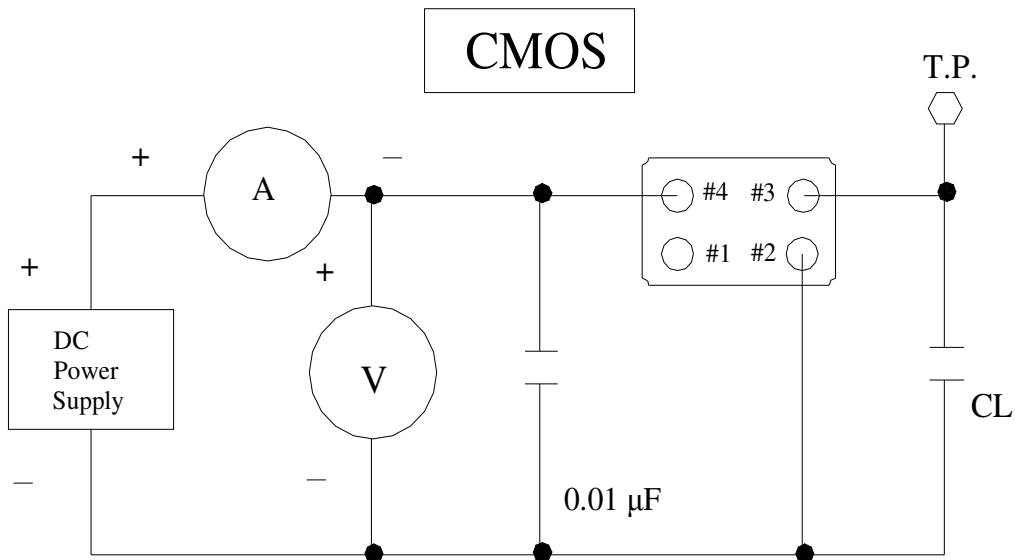 CMOS
T.P.
+
−
A
#4 #3
+
+
#1 #2
DC
Power
Supply
V
CL
−
−
0.01 µF